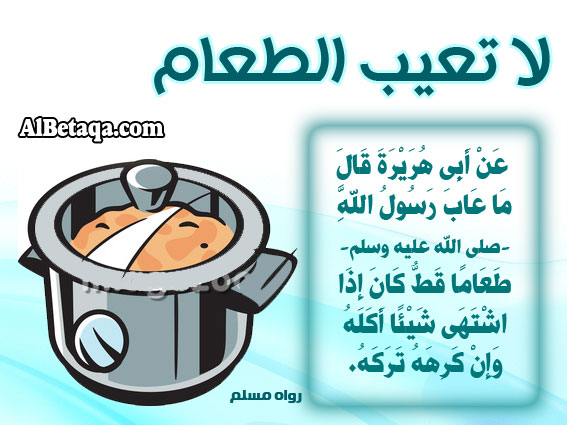 لا تعيب الطعام
AlBetaqa.com
عَنْ أَبِى هُرَيْرَةَ قَالَ
مَا عَابَ رَسُولُ اللَّهِ
-صلى الله عليه وسلم-
طَعَامًا قَطُّ كَانَ إِذَا
اشْتَهَى شَيْئًا أَكَلَهُ
وَإِنْ كَرِهَهُ تَرَكَهُ.
رواه مسلم